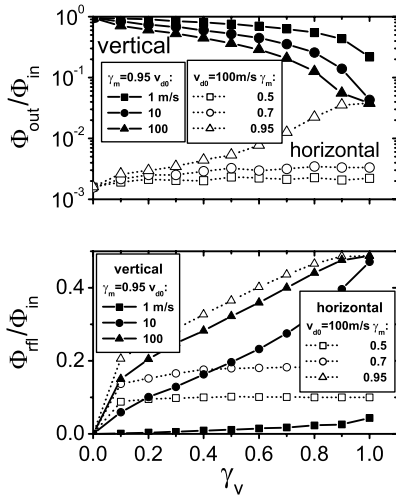 10⁰
10⁻¹
10⁻²
10⁻³
Φout/Φin
vertical
γm=0.95 vd0:
1 m/s
10
100
vd0=100m/s γm:
0.5
0.7
0.95
horizontal
0.4
0.2
0.0
Φrfl/Φin
vertical
γm=0.95 vd0:
1 m/s
10
100
horizontal
vd0=100m/s γm:
0.5
0.7
0.95
0.0 0.2 0.4 0.6 0.8 1.0
γv